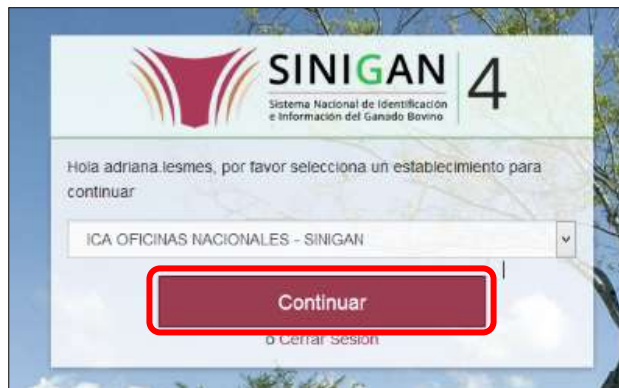 SINIGAN 4
Sistema Nacional de Identificación
e Información del Ganado Bovino
Hola adriana.lesmes, por favor selecciona un establecimiento para
continuar
ICA OFICINAS NACIONALES - SINIGAN
Continuar
o Cerrar Sesión